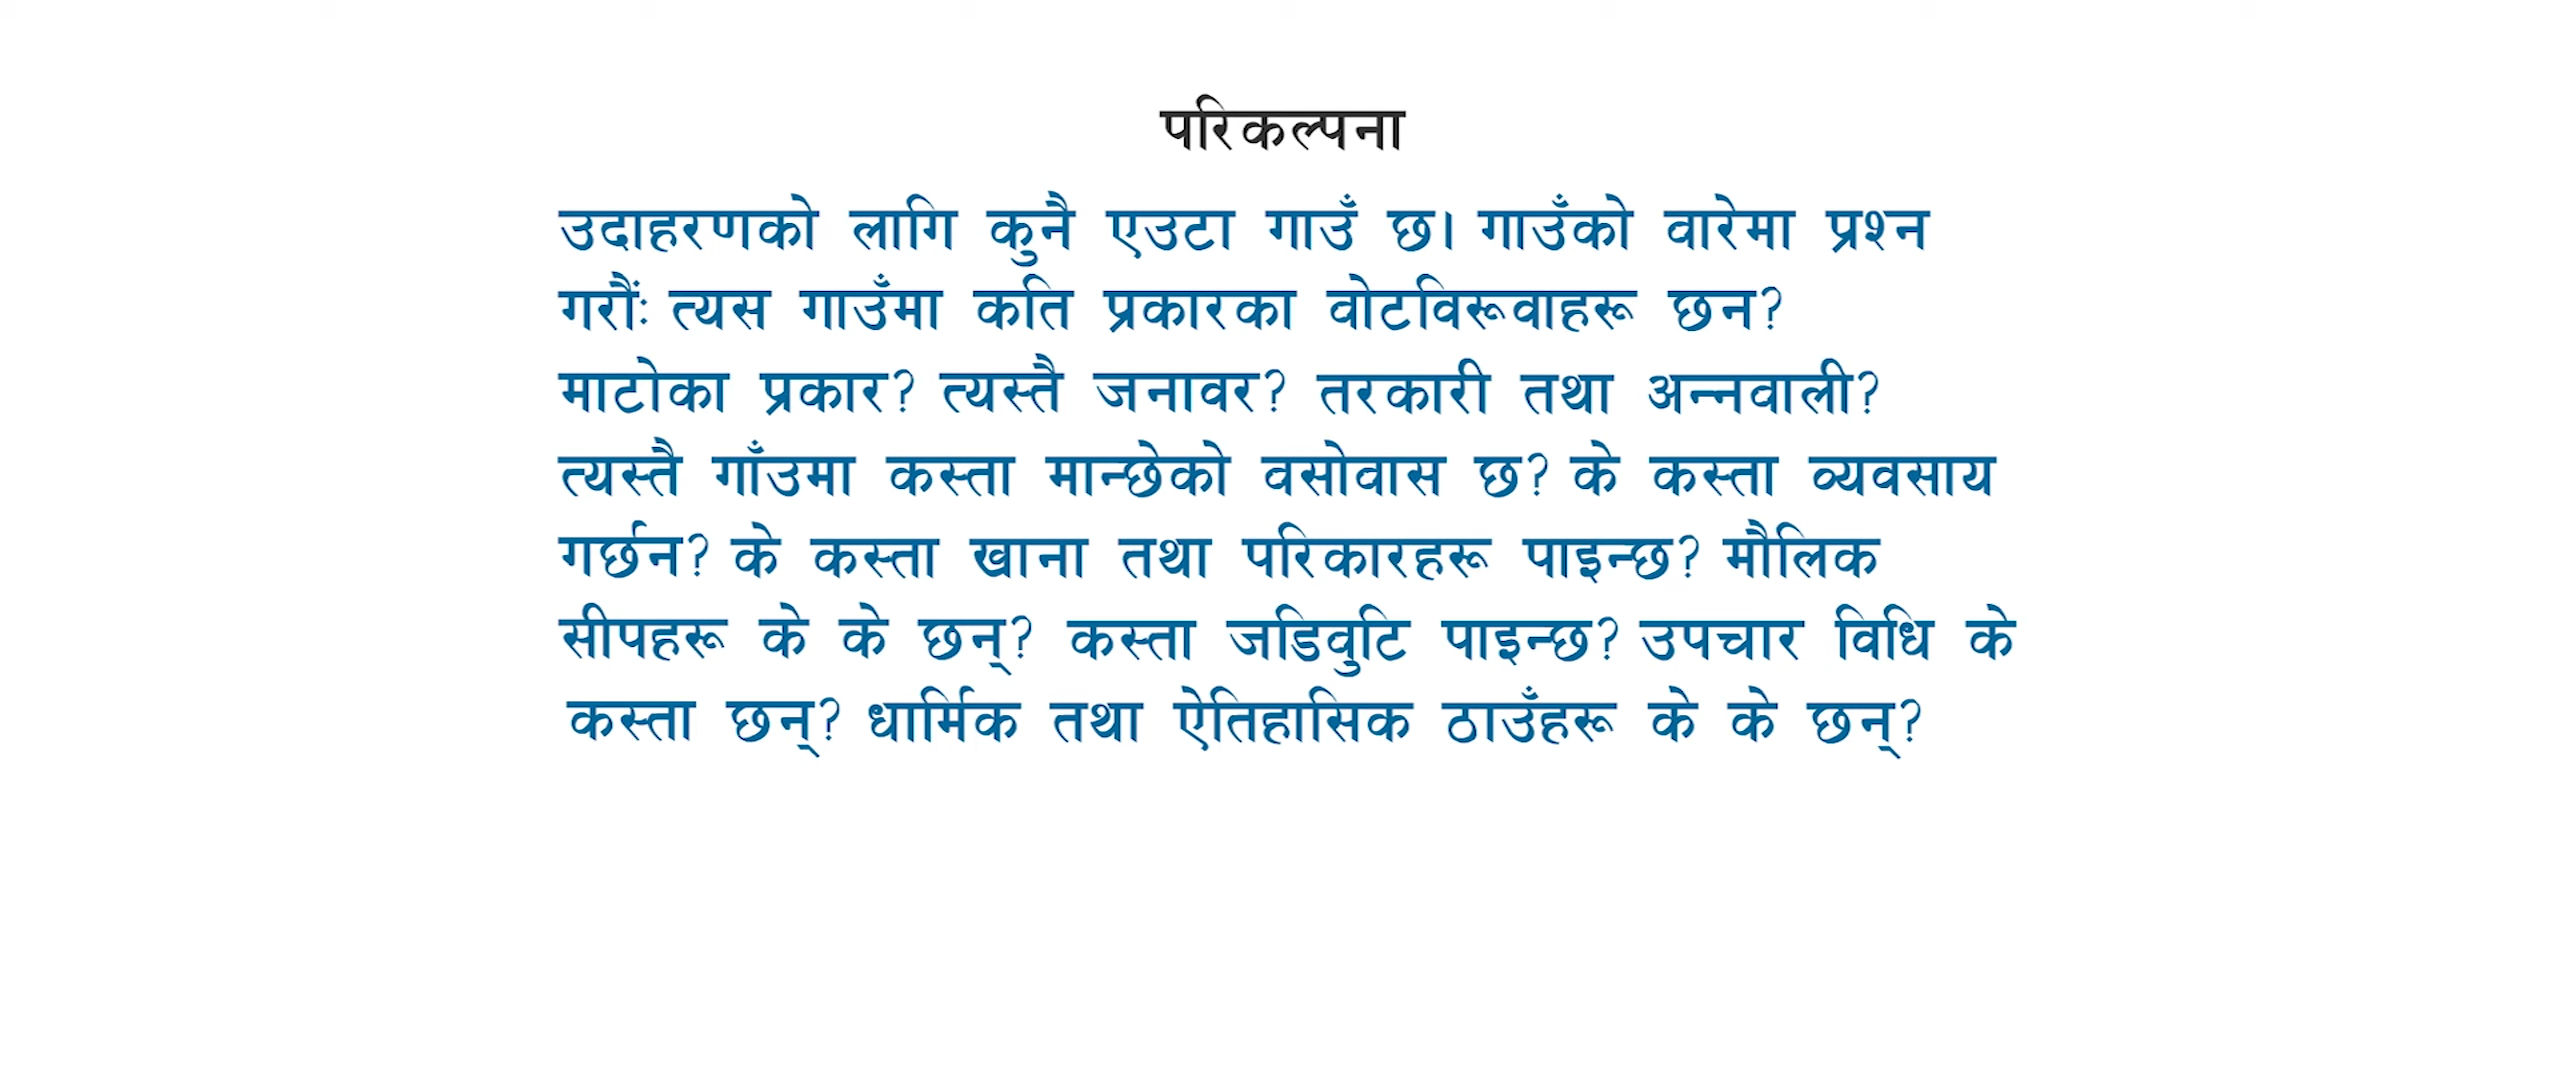 परिकल्पना
उदाहरणको लागि कुनै एउटा गाउँ छ। गाउँको वारेमा प्रश्न
गरौंः त्यस गाउँमा कति प्रकारका वोटविरूवाहरू छन?
माटोका प्रकार? त्यस्तै जनावर? तरकारी तथा अन्नवाली?
त्यस्तै गाँउमा कस्ता मान्छेको वसोवास छ? के कस्ता व्यवसाय
गर्छन? के कस्ता खाना तथा परिकारहरू पाइन्छ? मौलिक
सीपहरू के के छन्? कस्ता जडिवुटि पाइन्छ? उपचार विधि के
कस्ता छन्? धार्मिक तथा ऐतिहासिक ठाउँहरू के के छन्?